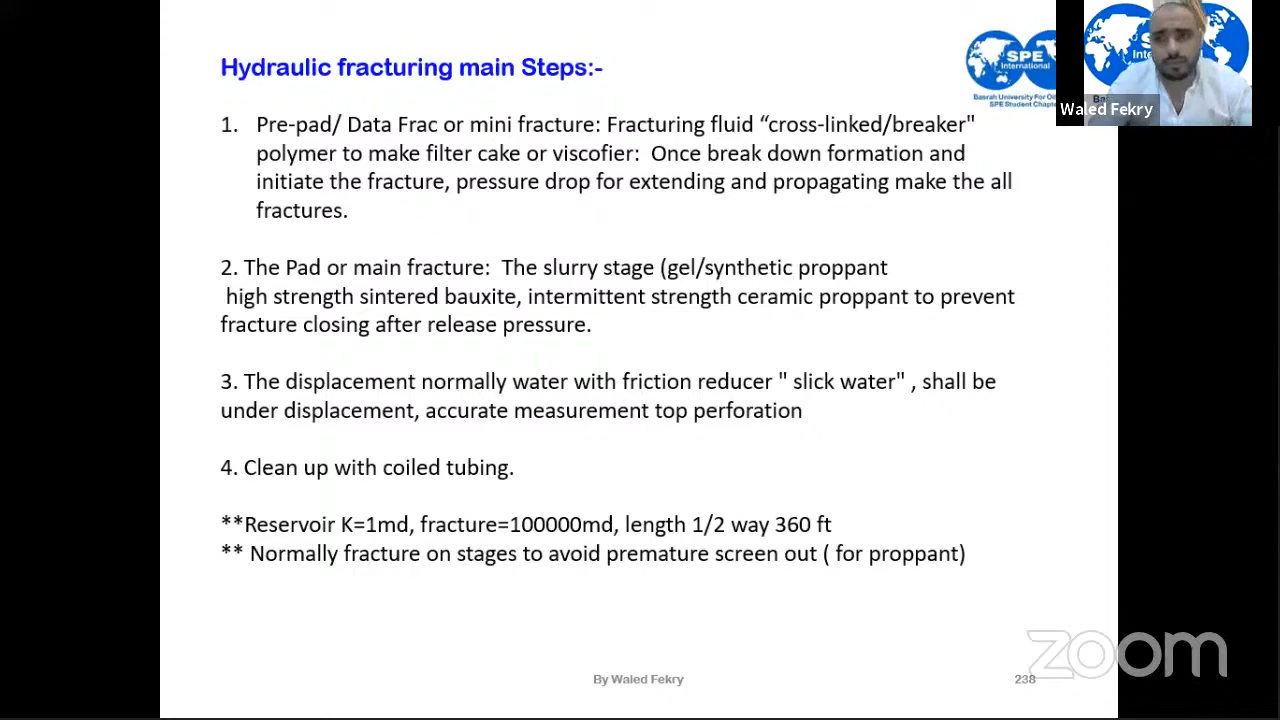 Hydraulic fracturing main Steps:-
SPE
International
Basrah University For Oil
SPE Student Chapte
Waled Fekry
1. Pre-pad/ Data Frac or mini fracture: Fracturing fluid “cross-linked/breaker"
polymer to make filter cake or viscofier: Once break down formation and
initiate the fracture, pressure drop for extending and propagating make the all
fractures.
2. The Pad or main fracture: The slurry stage (gel/synthetic proppant
high strength sintered bauxite, intermittent strength ceramic proppant to prevent
fracture closing after release pressure.
3. The displacement normally water with friction reducer " slick water" , shall be
under displacement, accurate measurement top perforation
4. Clean up with coiled tubing.
**Reservoir K=1md, fracture=100000md, length 1/2 way 360 ft
** Normally fracture on stages to avoid premature screen out ( for proppant)
zoom
By Waled Fekry
238